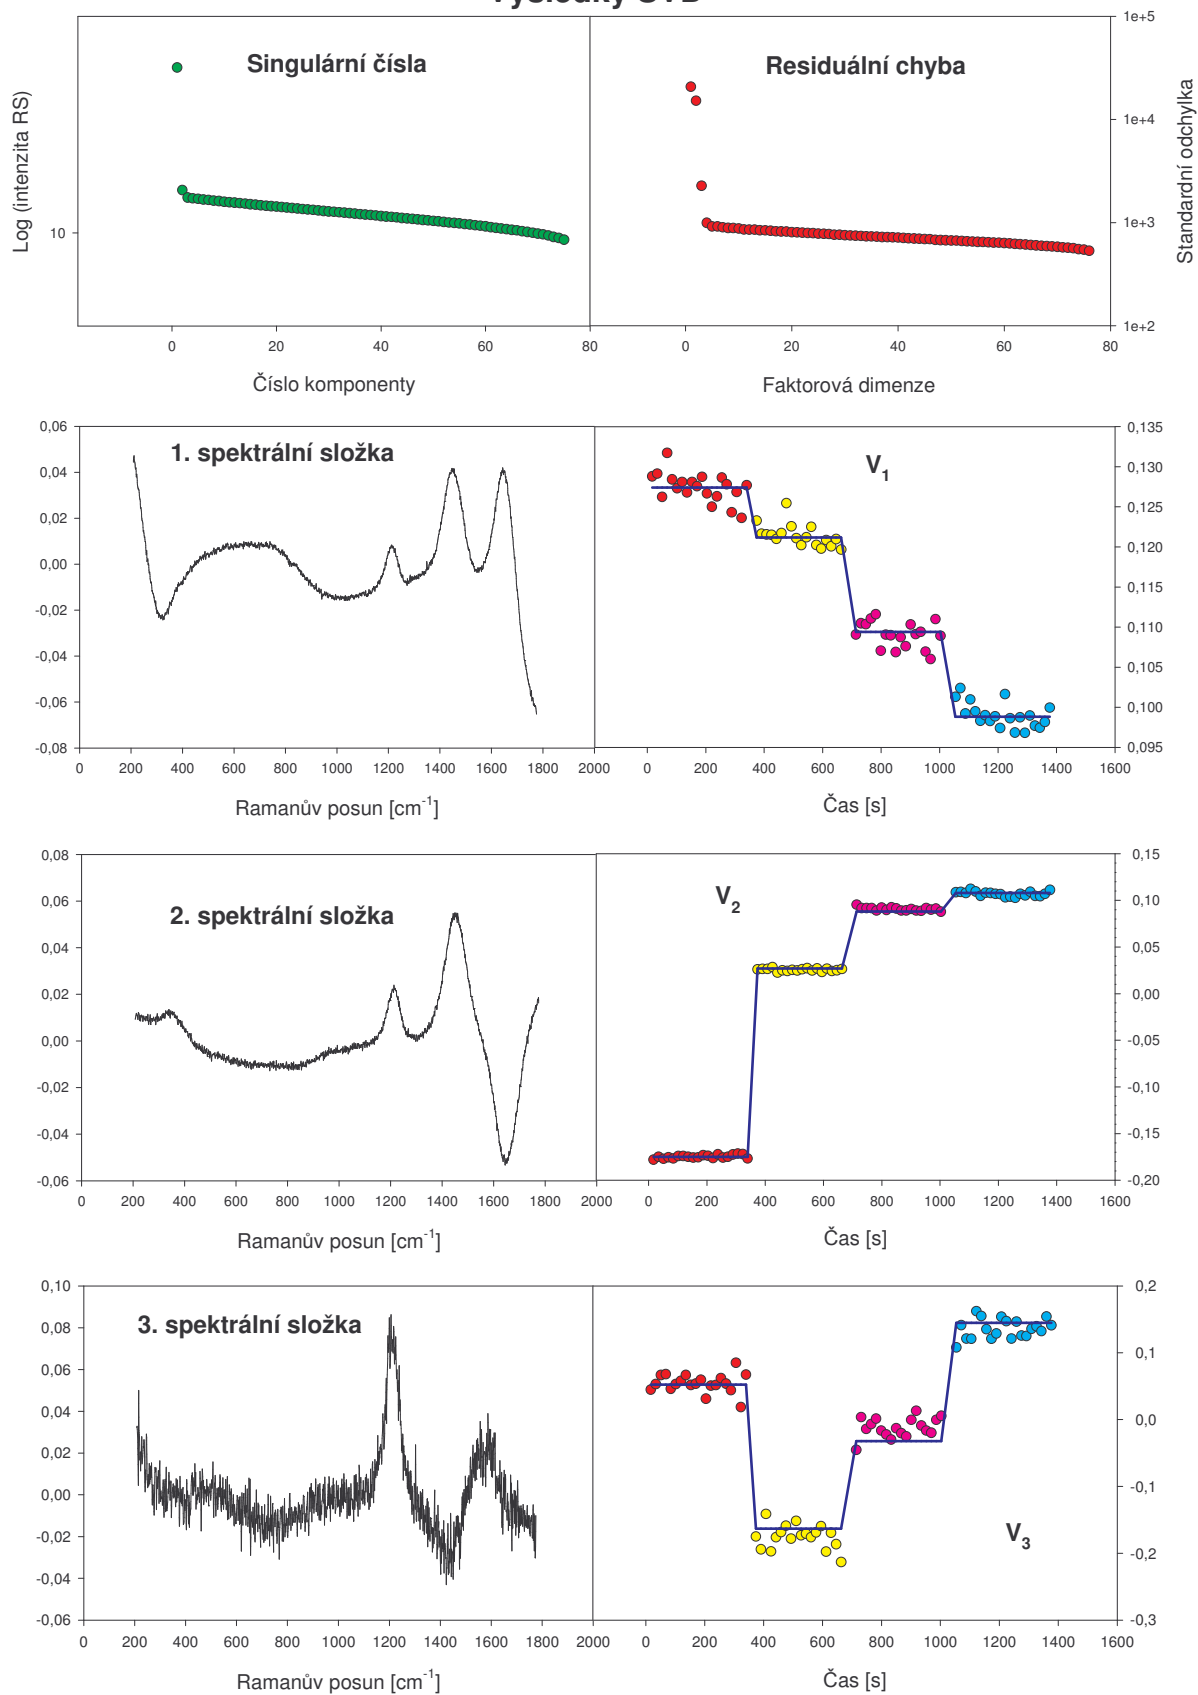 Výsledky SVD
Singulární čísla
Residuální chyba
1e+5
1e+4
1e+3
1e+2
Log (intenzita RS)
10
Standardní odchylka
0 20 40 60 80
0 20 40 60 80
Číslo komponenty
Faktorová dimenze
1. spektrální složka
V1
0,06
0,04
0,02
0,00
-0,02
-0,04
-0,06
-0,08
0,135
0,130
0,125
0,120
0,115
0,110
0,105
0,100
0,095
0 200 400 600 800 1000 1200 1400 1600 1800 2000
0 200 400 600 800 1000 1200 1400 1600
Ramanův posun [cm-1]
Čas [s]
2. spektrální složka
V2
0,08
0,06
0,04
0,02
0,00
-0,02
-0,04
-0,06
0,15
0,10
0,05
0,00
-0,05
-0,10
-0,15
-0,20
0 200 400 600 800 1000 1200 1400 1600 1800 2000
0 200 400 600 800 1000 1200 1400 1600
Ramanův posun [cm-1]
Čas [s]
3. spektrální složka
V3
0,10
0,08
0,06
0,04
0,02
0,00
-0,02
-0,04
-0,06
0,2
0,1
0,0
-0,1
-0,2
-0,3
0 200 400 600 800 1000 1200 1400 1600 1800 2000
0 200 400 600 800 1000 1200 1400 1600
Ramanův posun [cm-1]
Čas [s]